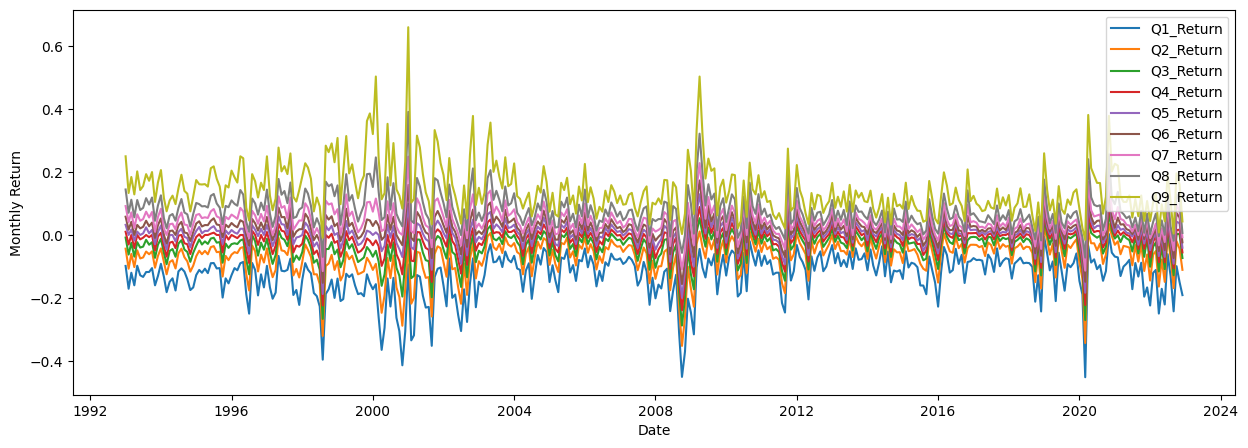 0.6
0.4
0.2
0.0
−0.2
−0.4
Monthly Return
1992
1996
2000
2004
2008
2012
2016
2020
2024
Date
Q1_Return
Q2_Return
Q3_Return
Q4_Return
Q5_Return
Q6_Return
Q7_Return
Q8_Return
Q9_Return